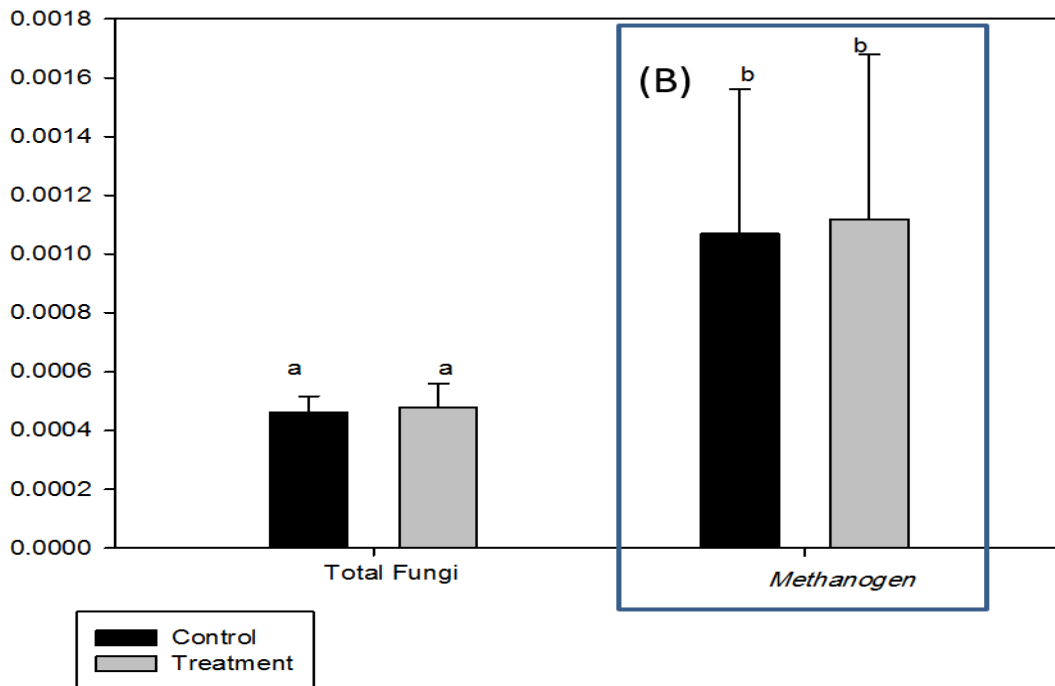 0.0018
0.0016
0.0014
0.0012
0.0010
0.0008
0.0006
0.0004
0.0002
0.0000
(B)
b
b
a
a
Total Fungi
Methanogen
Control
Treatment